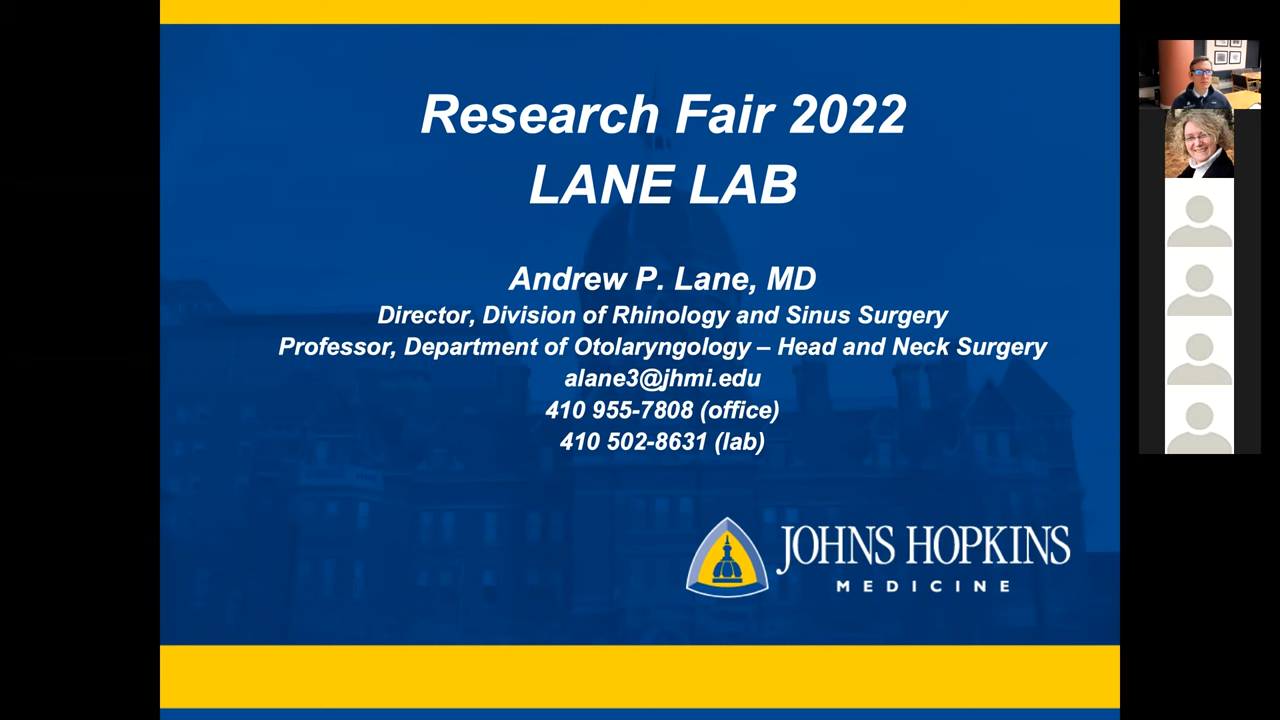 Research Fair 2022
LANE LAB
Andrew P. Lane, MD
Director, Division of Rhinology and Sinus Surgery
Professor, Department of Otolaryngology – Head and Neck Surgery
alane3@jhmi.edu
410 955-7808 (office)
410 502-8631 (lab)
JOHNS HOPKINS
MEDICINE